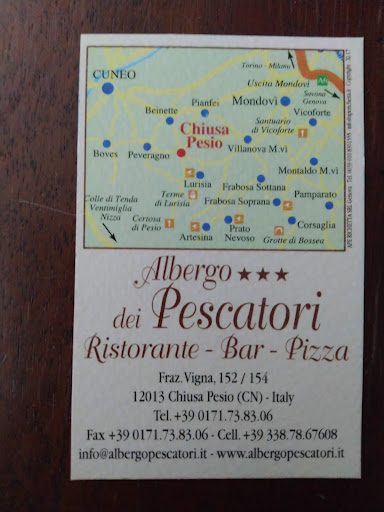 Torino - Milano
CUNEO
Uscita Mondovì
Savona
Genova
Pianfei
Mondovì
Beinette
Vicoforte
Chiusa
Pesio
Santuario
di Vicoforte
Villanova M.vì
Boves
Peveragno
Montaldo M.vì
Lurisia
Frabosa Sottana
Colle di Tenda
Ventimiglia
Nizza
Terme
di Lurisia
Frabosa Soprana
Pamparato
Certosa
di Pesio
Prato
Nevoso
Corsaglia
Artesina
Grotte di Bossea
Albergo ★★★
dei Pescatori
Ristorante - Bar - Pizza
Fraz. Vigna, 152 / 154
12013 Chiusa Pesio (CN) - Italy
Tel. +39 0171.73.83.06
Fax +39 0171.73.83.06 - Cell. +39 338.78.67608
info@albergopescatori.it - www.albergopescatori.it